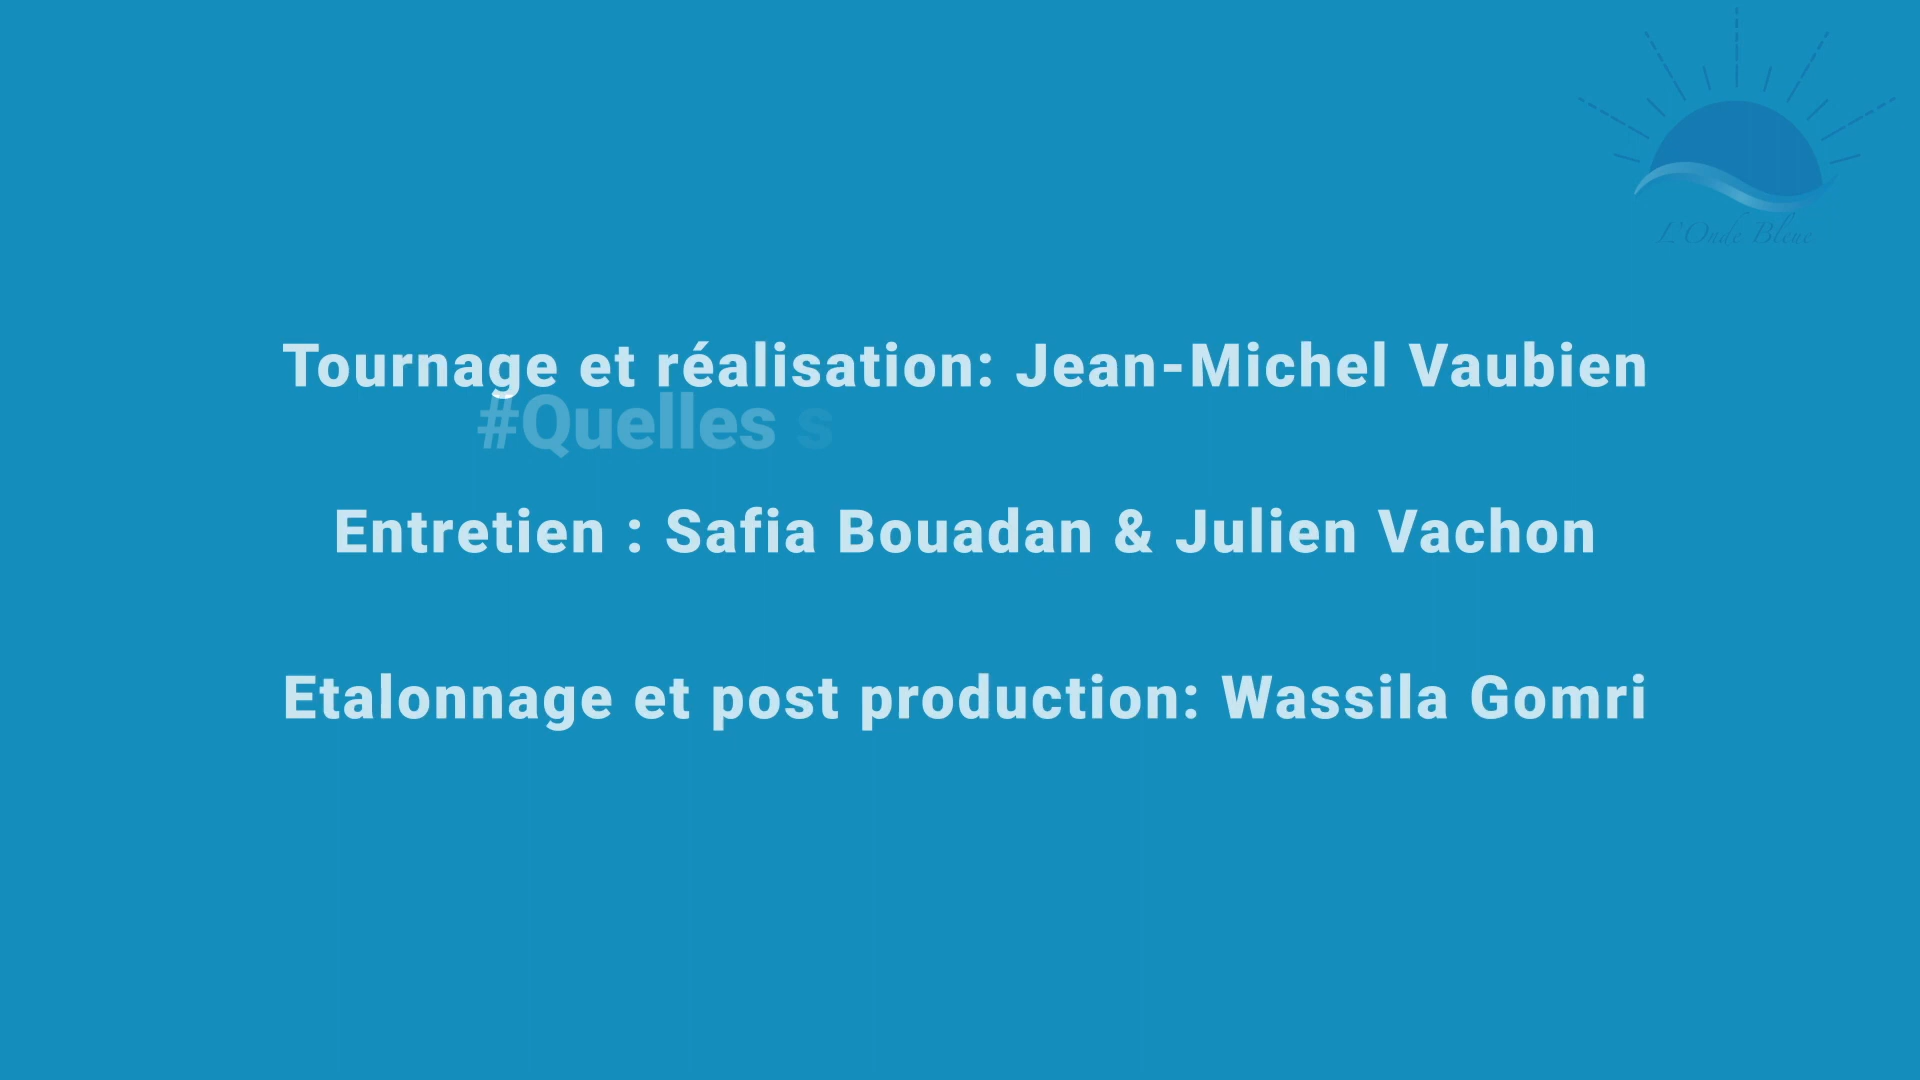 L'Onde Bleue
Tournage et réalisation: Jean-Michel Vaubien
#Quelles s
Entretien : Safia Bouadan & Julien Vachon
Etalonnage et post production: Wassila Gomri